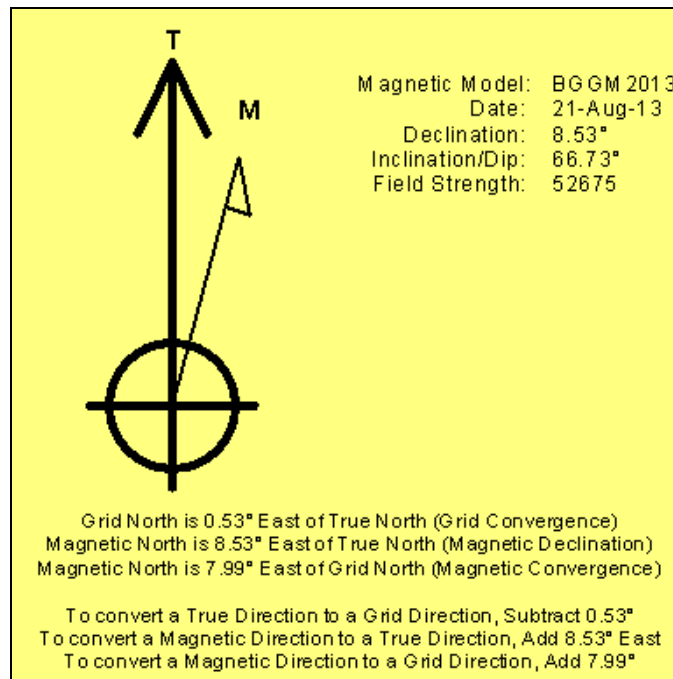 T
M
Magnetic Model: BGGM 2013
Date: 21-Aug-13
Declination: 8.53°
Inclination/Dip: 66.73°
Field Strength: 52675
Grid North is 0.53° East of True North (Grid Convergence)
Magnetic North is 8.53° East of True North (Magnetic Declination)
Magnetic North is 7.99° East of Grid North (Magnetic Convergence)
To convert a True Direction to a Grid Direction, Subtract 0.53°
To convert a Magnetic Direction to a True Direction, Add 8.53° East
To convert a Magnetic Direction to a Grid Direction, Add 7.99°